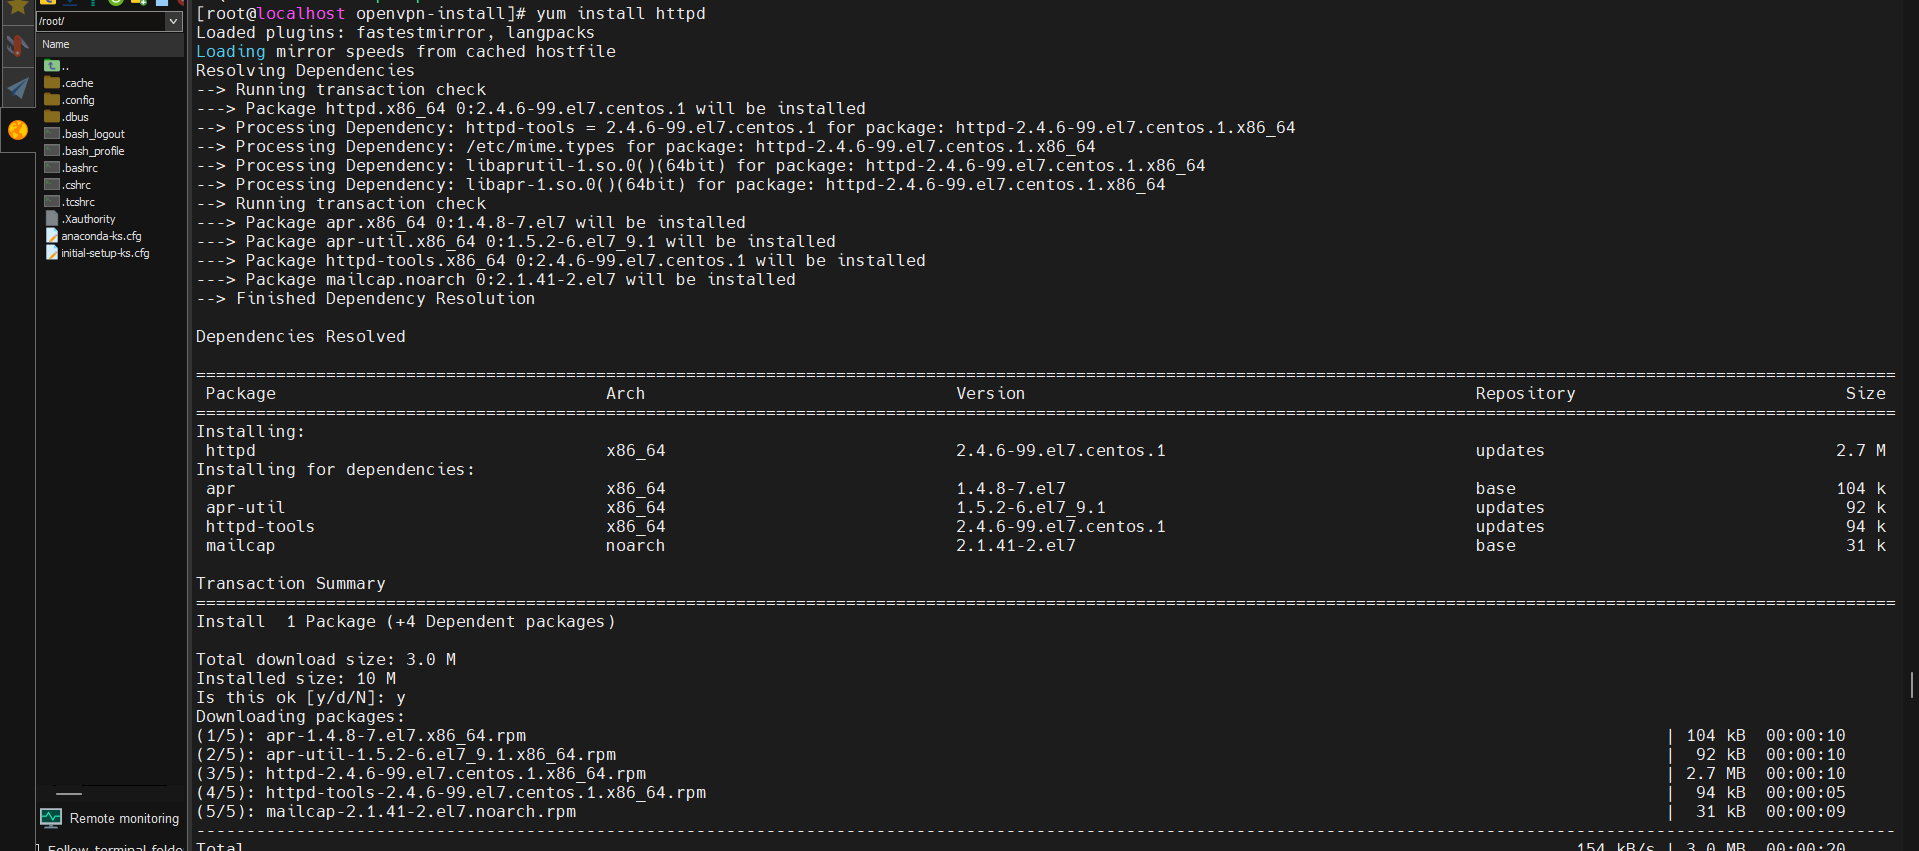 /root/
Name
..
.cache
.config
.dbus
.bash_logout
.bash_profile
.bashrc
.cshrc
.tcshrc
.Xauthority
anaconda-ks.cfg
initial-setup-ks.cfg
Remote monitoring
Follow terminal folde
[root@localhost openvpn-install]# yum install httpd
Loaded plugins: fastestmirror, langpacks
Loading mirror speeds from cached hostfile
Resolving Dependencies
--> Running transaction check
---> Package httpd.x86_64 0:2.4.6-99.el7.centos.1 will be installed
--> Processing Dependency: httpd-tools = 2.4.6-99.el7.centos.1 for package: httpd-2.4.6-99.el7.centos.1.x86_64
--> Processing Dependency: /etc/mime.types for package: httpd-2.4.6-99.el7.centos.1.x86_64
--> Processing Dependency: libaprutil-1.so.0()(64bit) for package: httpd-2.4.6-99.el7.centos.1.x86_64
--> Processing Dependency: libapr-1.so.0()(64bit) for package: httpd-2.4.6-99.el7.centos.1.x86_64
--> Running transaction check
---> Package apr.x86_64 0:1.4.8-7.el7 will be installed
---> Package apr-util.x86_64 0:1.5.2-6.el7_9.1 will be installed
---> Package httpd-tools.x86_64 0:2.4.6-99.el7.centos.1 will be installed
---> Package mailcap.noarch 0:2.1.41-2.el7 will be installed
--> Finished Dependency Resolution
Dependencies Resolved
Package Arch Version Repository Size
Installing:
httpd x86_64 2.4.6-99.el7.centos.1 updates 2.7 M
Installing for dependencies:
apr x86_64 1.4.8-7.el7 base 104 k
apr-util x86_64 1.5.2-6.el7_9.1 updates 92 k
httpd-tools x86_64 2.4.6-99.el7.centos.1 updates 94 k
mailcap noarch 2.1.41-2.el7 base 31 k
Transaction Summary
Install 1 Package (+4 Dependent packages)
Total download size: 3.0 M
Installed size: 10 M
Is this ok [y/d/N]: y
Downloading packages:
(1/5): apr-1.4.8-7.el7.x86_64.rpm | 104 kB 00:00:10
(2/5): apr-util-1.5.2-6.el7_9.1.x86_64.rpm | 92 kB 00:00:10
(3/5): httpd-2.4.6-99.el7.centos.1.x86_64.rpm | 2.7 MB 00:00:10
(4/5): httpd-tools-2.4.6-99.el7.centos.1.x86_64.rpm | 94 kB 00:00:05
(5/5): mailcap-2.1.41-2.el7.noarch.rpm | 31 kB 00:00:09
Total 154 kB/s | 3.0 MB 00:00:20